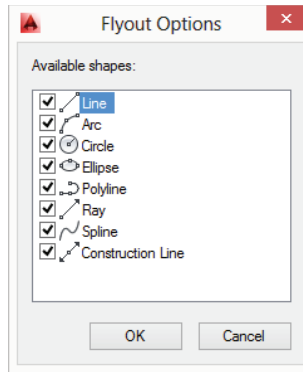 Flyout Options
Available shapes:
Line
Arc
Circle
Ellipse
Polyline
Ray
Spline
Construction Line
OK Cancel